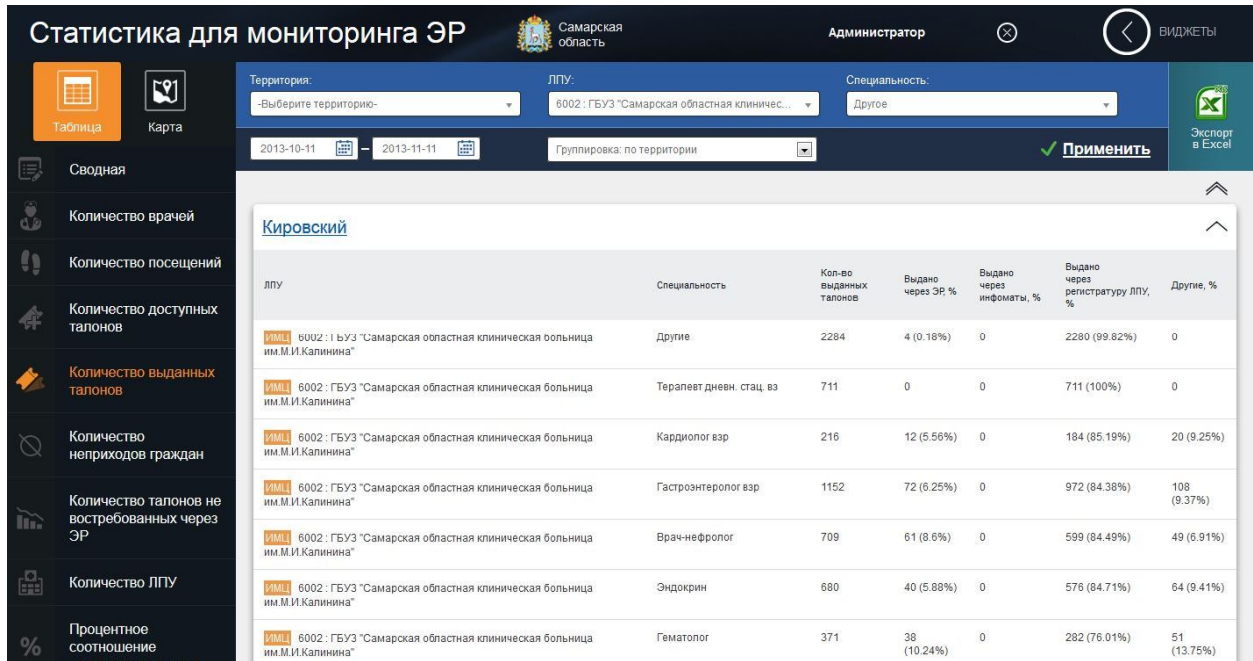 Статистика для мониторинга ЭР
Самарская
область
Администратор
ВИДЖЕТЫ
Таблица
Карта
Территория:
-Выберите территорию-
ЛПУ:
6002 : ГБУЗ "Самарская областная клиничес...
Специальность:
Другое
Экспорт
в Excel
2013-10-11
–
2013-11-11
Группировка: по территории
Применить
Сводная
Количество врачей
Количество посещений
Количество доступных
талонов
Количество выданных
талонов
Количество
неприходов граждан
Количество талонов не
востребованных через
ЭР
Количество ЛПУ
%
Процентное
соотношение
Кировский
ЛПУ
Специальность
Кол-во
выданных
талонов
Выдано
через ЭР, %
Выдано
через
инфоматы, %
Выдано
через
регистратуру ЛПУ,
%
Другие, %
ИМЦ 6002 : ГБУЗ "Самарская областная клиническая больница Другие 2284 4 (0.18%) 0 2280 (99.82%) 0
им.М.И.Калинина"
ИМЦ 6002 : ГБУЗ "Самарская областная клиническая больница Терапевт дневн. стац. вз 711 0 0 711 (100%) 0
им.М.И.Калинина"
ИМЦ 6002 : ГБУЗ "Самарская областная клиническая больница Кардиолог взр 216 12 (5.56%) 0 184 (85.19%) 20 (9.25%)
им.М.И.Калинина"
ИМЦ 6002 : ГБУЗ "Самарская областная клиническая больница Гастроэнтеролог взр 1152 72 (6.25%) 0 972 (84.38%) 108
им.М.И.Калинина" (9.37%)
ИМЦ 6002 : ГБУЗ "Самарская областная клиническая больница Врач-нефролог 709 61 (8.6%) 0 599 (84.49%) 49 (6.91%)
им.М.И.Калинина"
ИМЦ 6002 : ГБУЗ "Самарская областная клиническая больница Эндокрин 680 40 (5.88%) 0 576 (84.71%) 64 (9.41%)
им.М.И.Калинина"
ИМЦ 6002 : ГБУЗ "Самарская областная клиническая больница Гематолог 371 38 0 282 (76.01%) 51
им.М.И.Калинина" (10.24%) (13.75%)